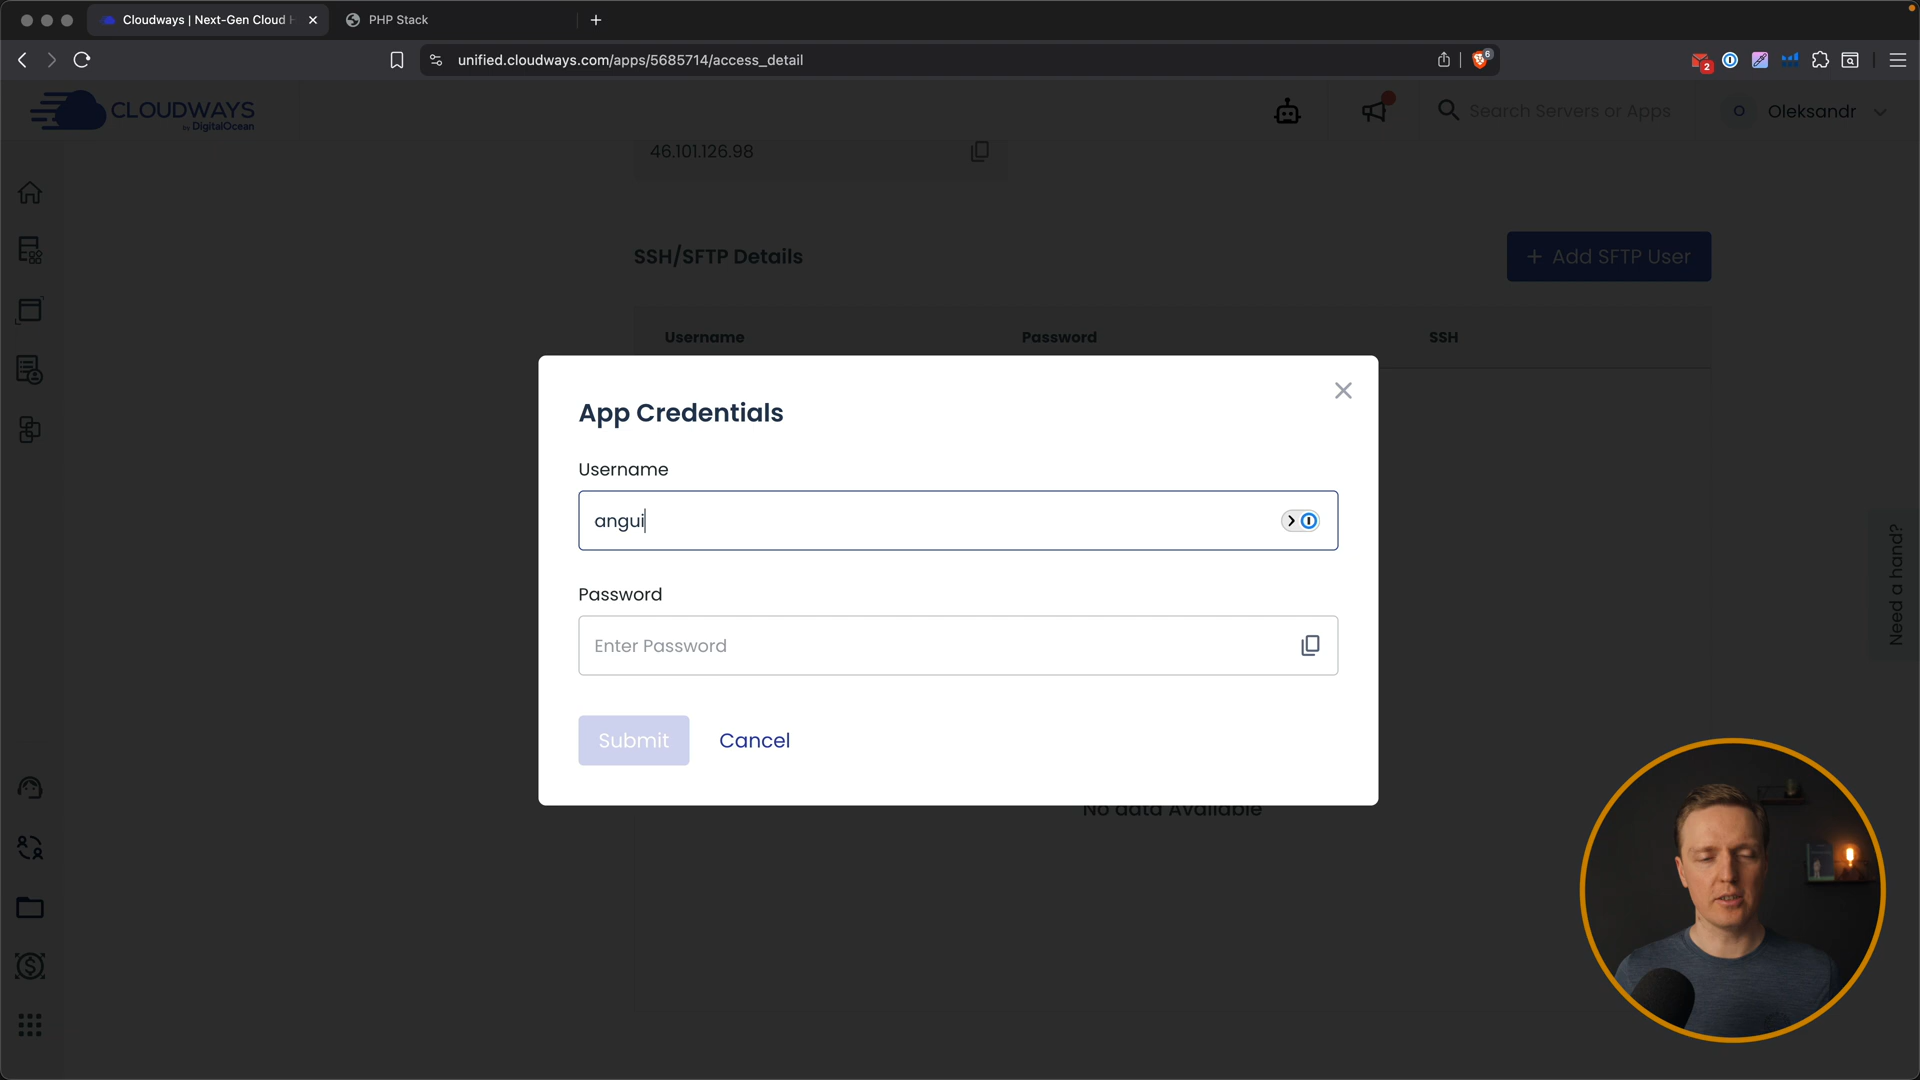 Cloudways | Next-Gen Cloud H
PHP Stack
unified.cloudways.com/apps/5685714/access_detail
6
2
CLOUDWAYS
by DigitalOcean
Search Servers or Apps
O
Oleksandr
46.101.126.98
SSH/SFTP Details
+ Add SFTP User
Username
Password
SSH
App Credentials
Username
angui
Password
Enter Password
Submit
Cancel
No data Available
Need a hand?